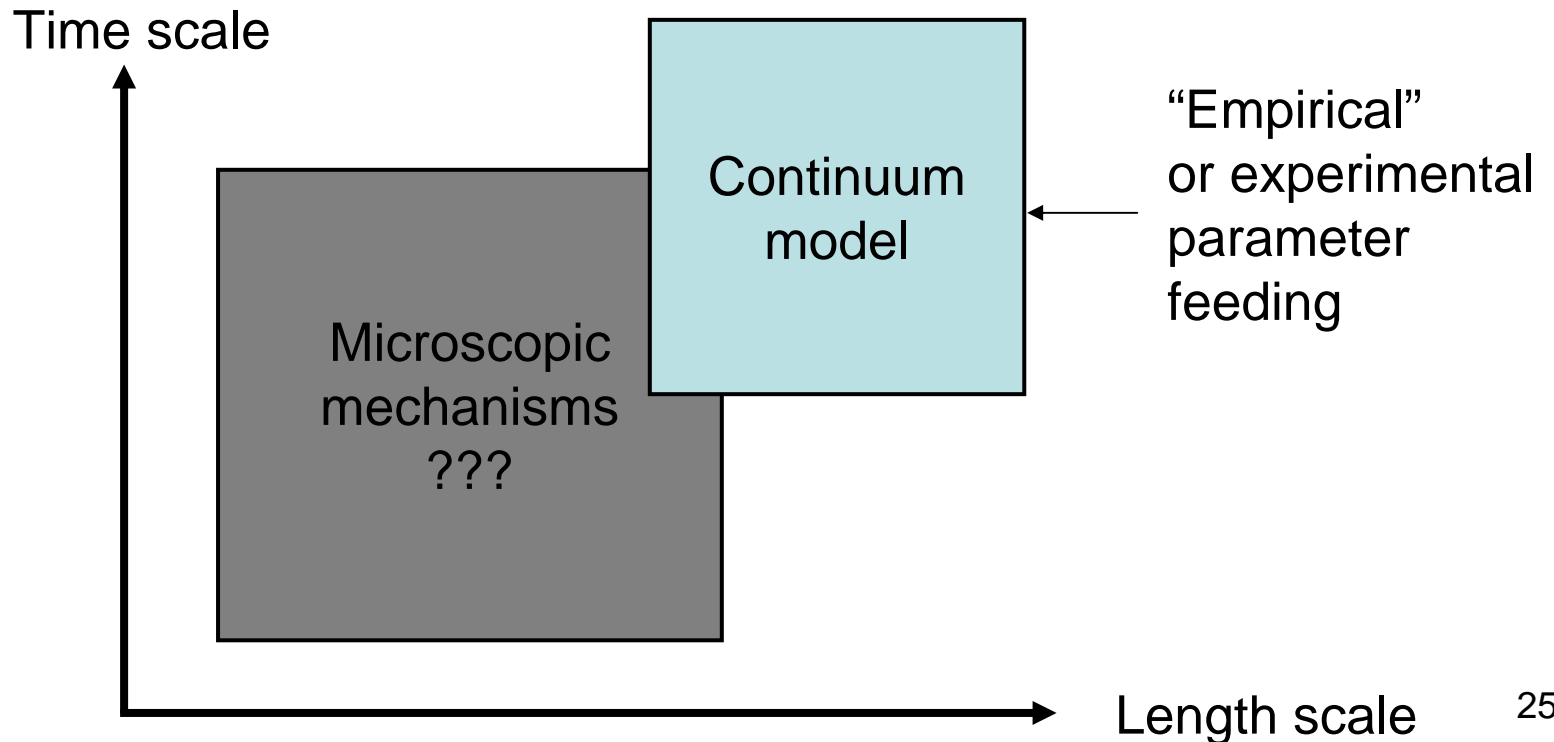 Time scale
“Empirical”
or experimental
parameter
feeding
Continuum
model
Microscopic
mechanisms
???
Length scale
25